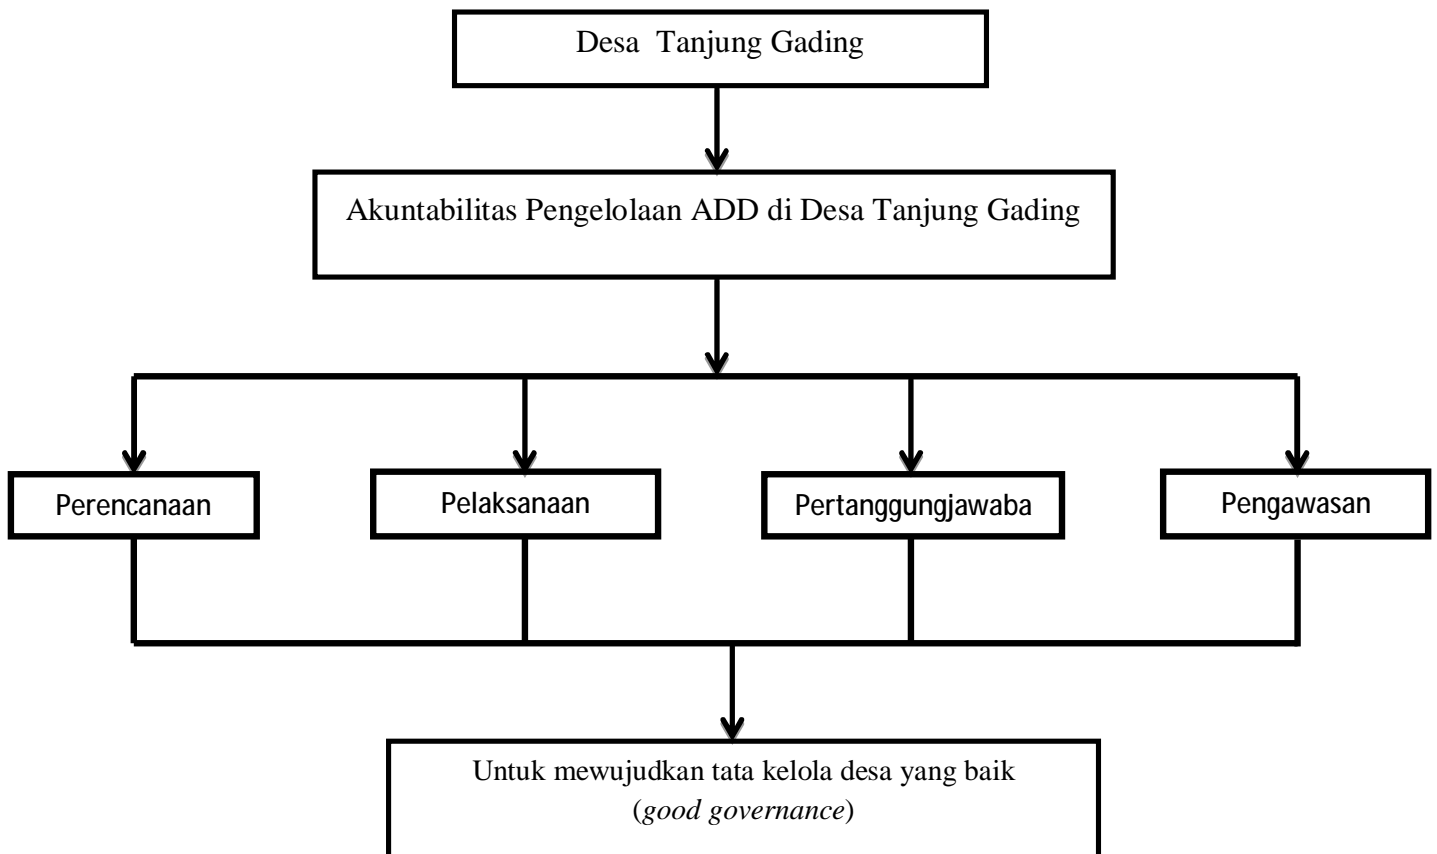 Desa Tanjung Gading
Akuntabilitas Pengelolaan ADD di Desa Tanjung Gading
Perencanaan
Pelaksanaan
Pertanggungjawaba
Pengawasan
Untuk mewujudkan tata kelola desa yang baik
(good governance)